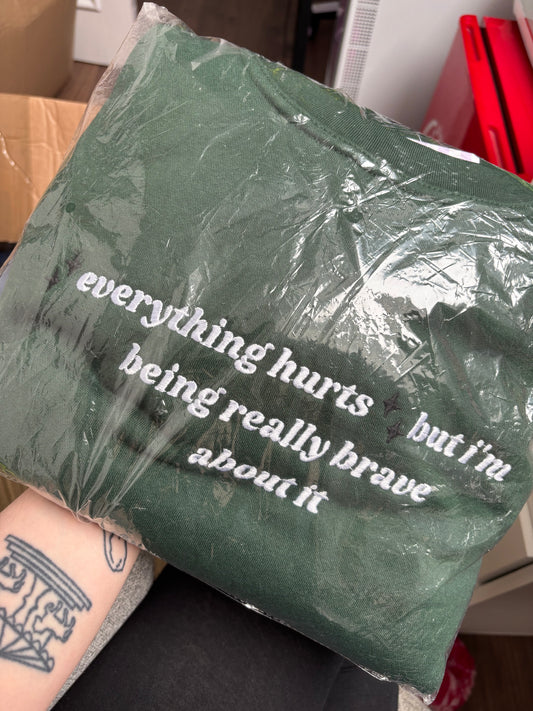 everything hurts but i'm
being really brave
about it